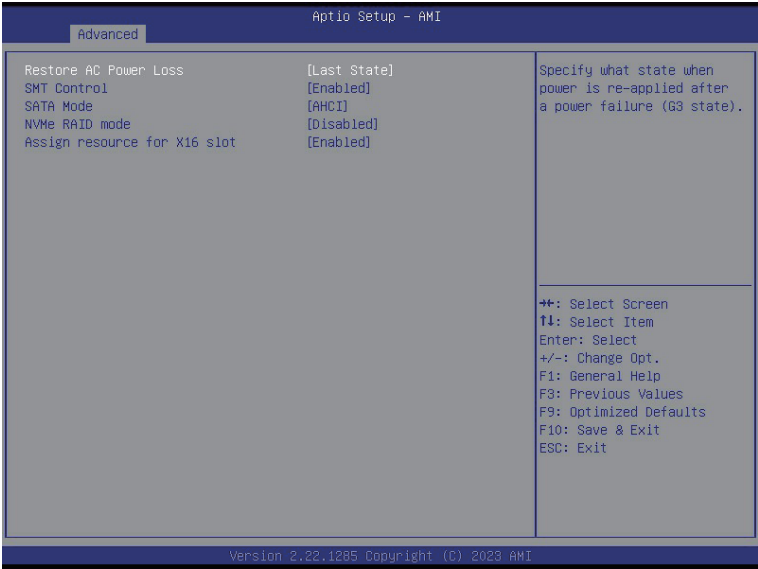 Aptio Setup – AMI
Advanced
Restore AC Power Loss [Last State]
SMT Control [Enabled]
SATA Mode [AHCI]
NVMe RAID mode [Disabled]
Assign resource for X16 slot [Enabled]
Specify what state when
power is re-applied after
a power failure (G3 state).
→←: Select Screen
↑↓: Select Item
Enter: Select
+/-: Change Opt.
F1: General Help
F3: Previous Values
F9: Optimized Defaults
F10: Save & Exit
ESC: Exit
Version 2.22.1285 Copyright (C) 2023 AMI